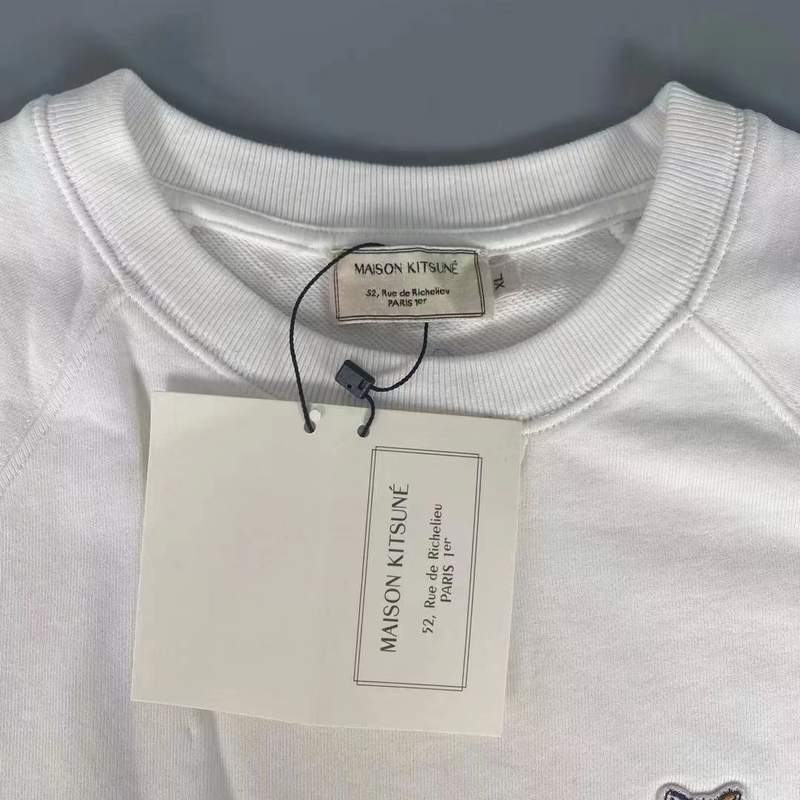 MAISON KITSUNÉ
52, Rue de Richelieu
PARIS 1er
XL
MAISON KITSUNÉ
52, Rue de Richelieu
PARIS 1er